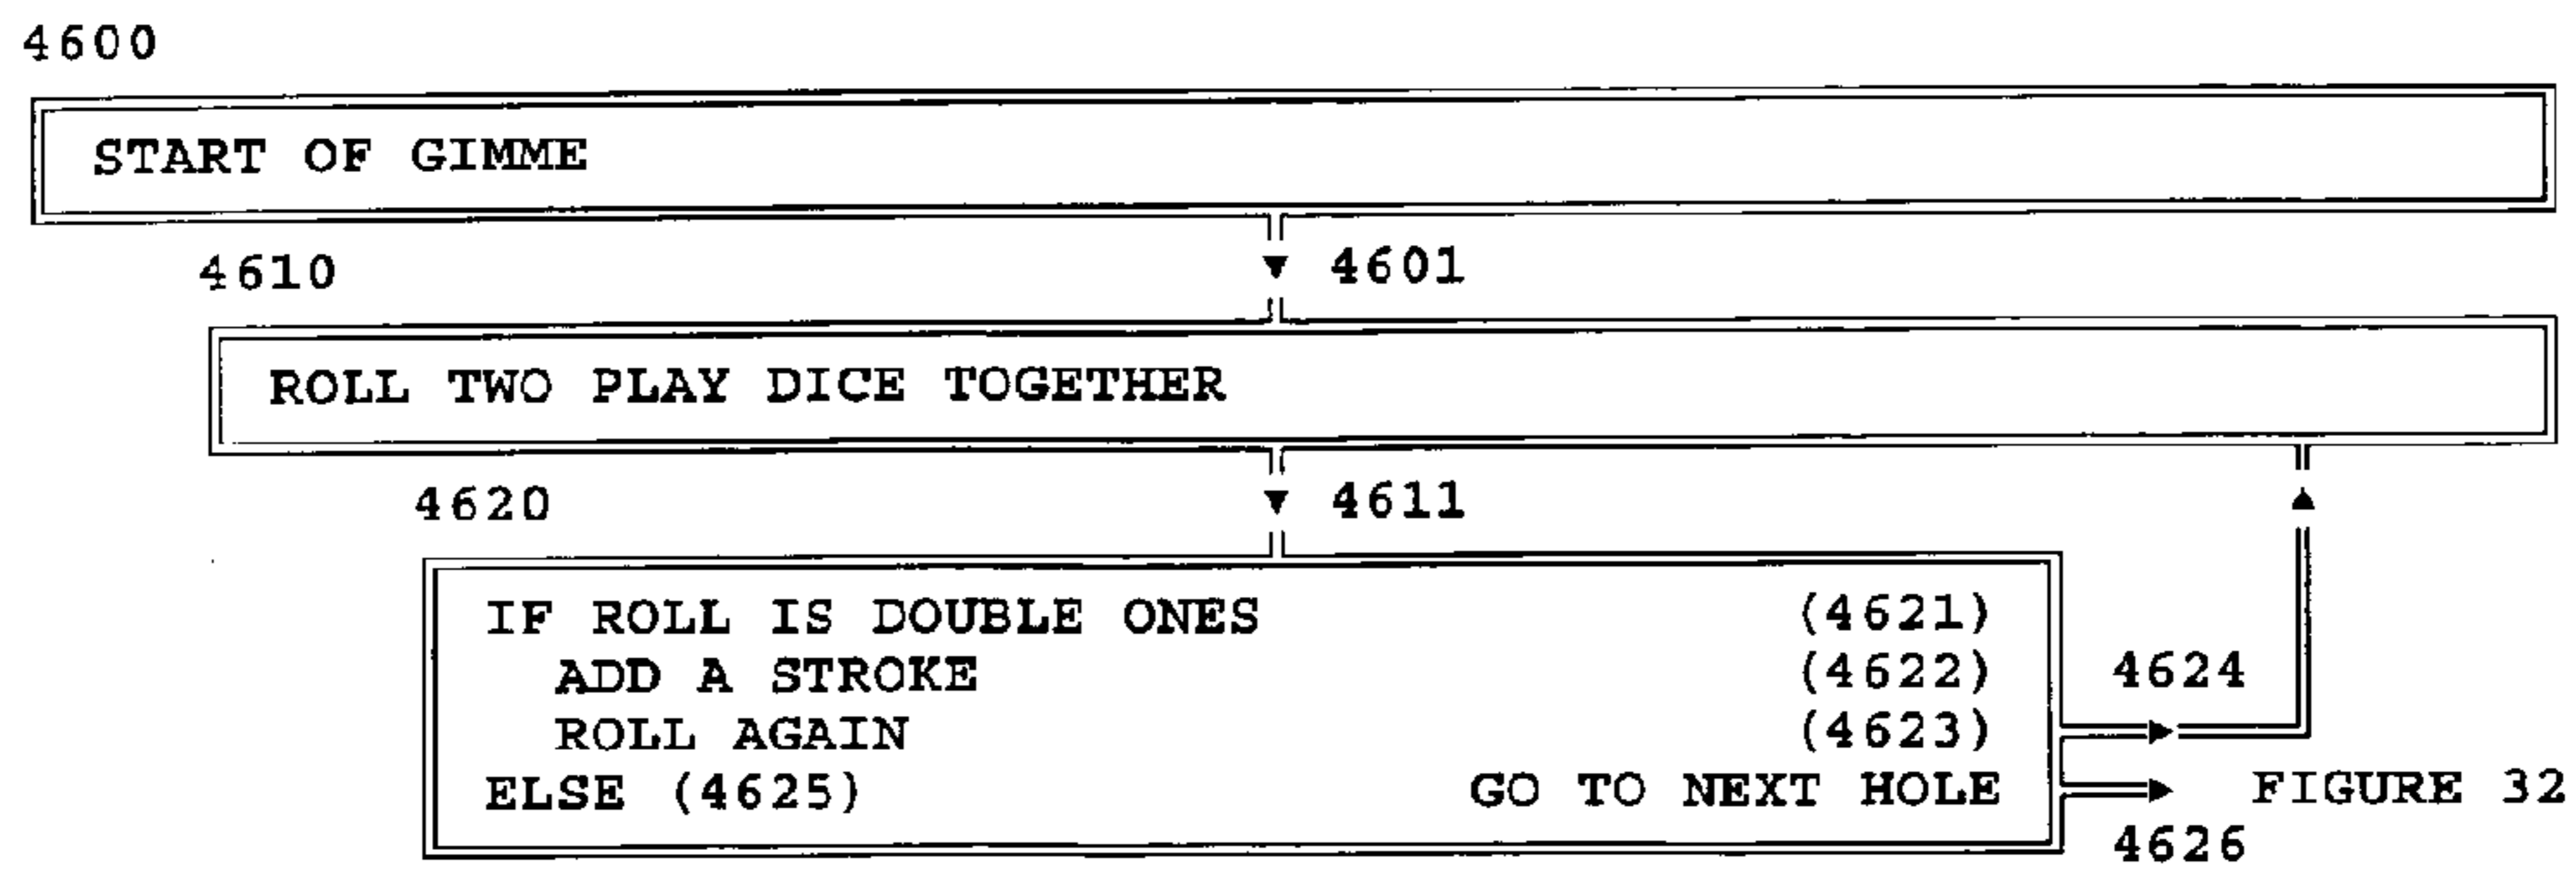 4600
START OF GIMME
4610
4601
ROLL TWO PLAY DICE TOGETHER
4620
4611
IF ROLL IS DOUBLE ONES (4621)
ADD A STROKE (4622) 4624
ROLL AGAIN (4623)
ELSE (4625) GO TO NEXT HOLE FIGURE 32
4626